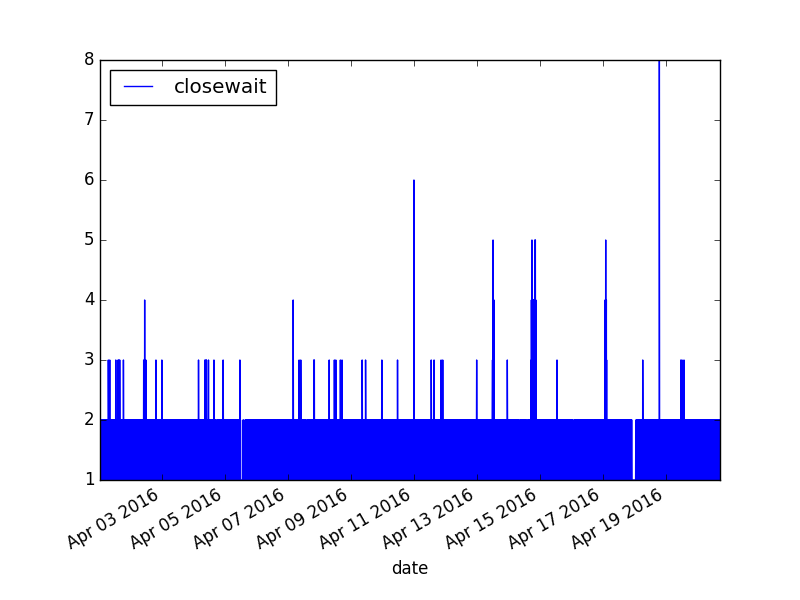 closewait
8
7
6
5
4
3
2
1
Apr 03 2016
Apr 05 2016
Apr 07 2016
Apr 09 2016
Apr 11 2016
Apr 13 2016
Apr 15 2016
Apr 17 2016
Apr 19 2016
date